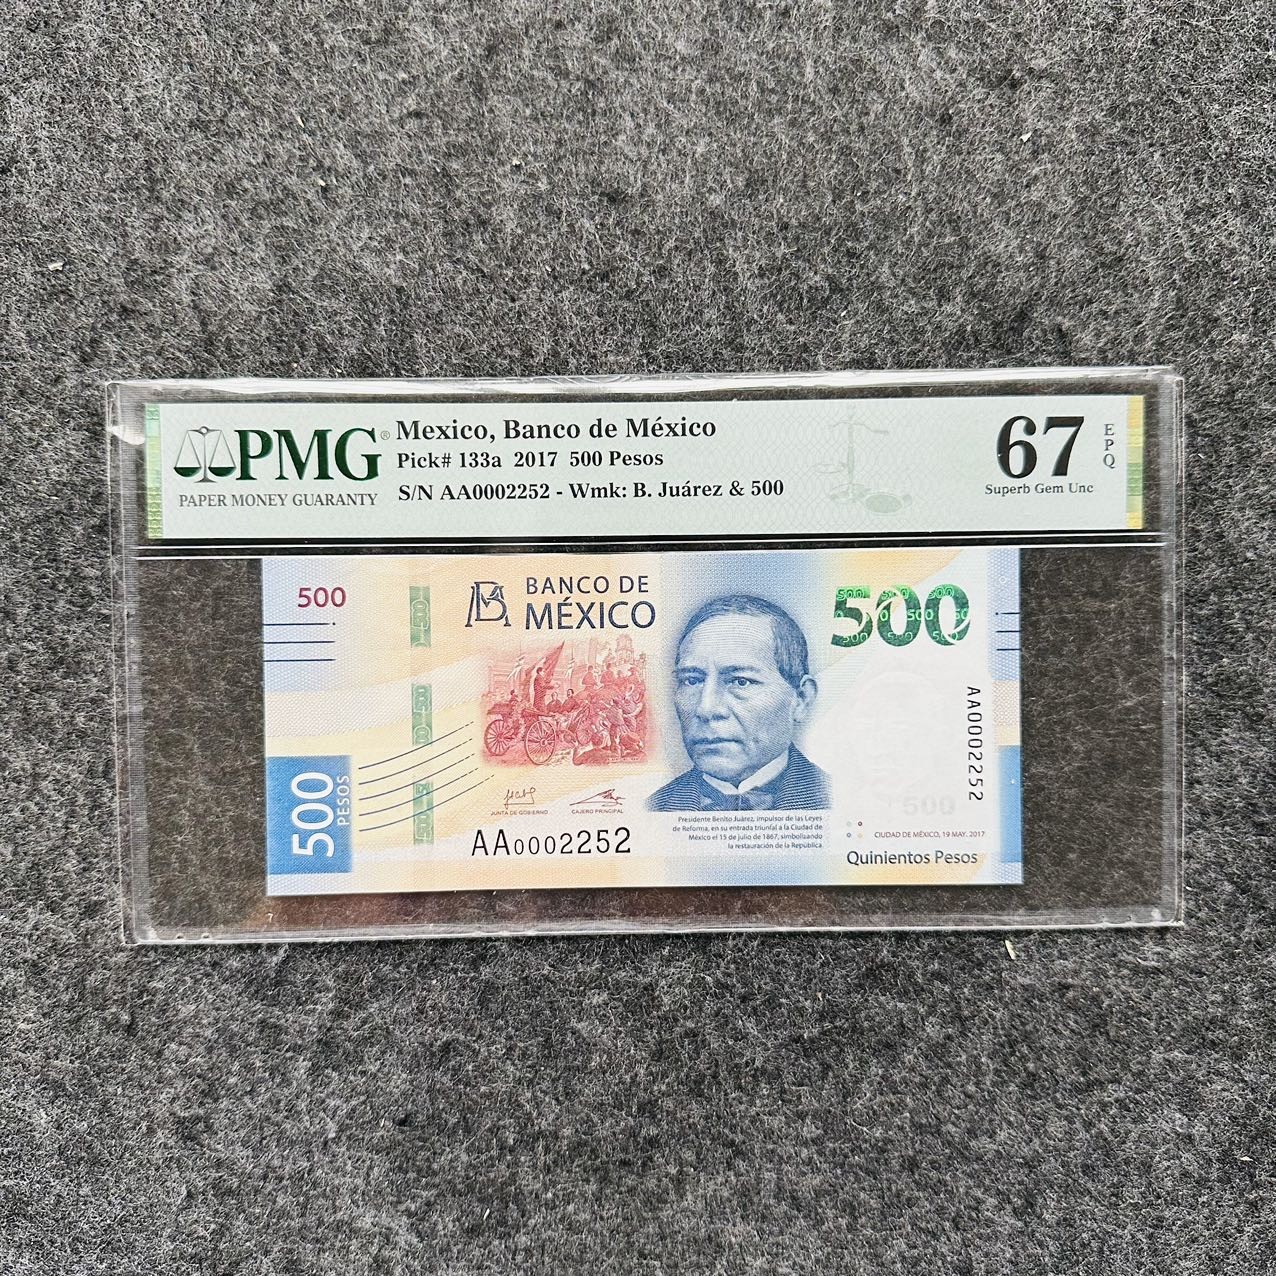 PMG®
PAPER MONEY GUARANTY
Mexico, Banco de México
Pick# 133a 2017 500 Pesos
S/N AA0002252 - Wmk: B. Juárez & 500
67
EPQ
Superb Gem Unc
500
BANCO DE
MÉXICO
500
AA0002252
500
PESOS
JUNTA DE GOBIERNO
CAJERO PRINCIPAL
AA0002252
Presidente Benito Juárez, impulsor de las Leyes
de Reforma, en su entrada triunfal a la Ciudad de
México el 15 de julio de 1867, simbolizando
la restauración de la República
500
CIUDAD DE MÉXICO, 19 MAY. 2017
Quinientos Pesos